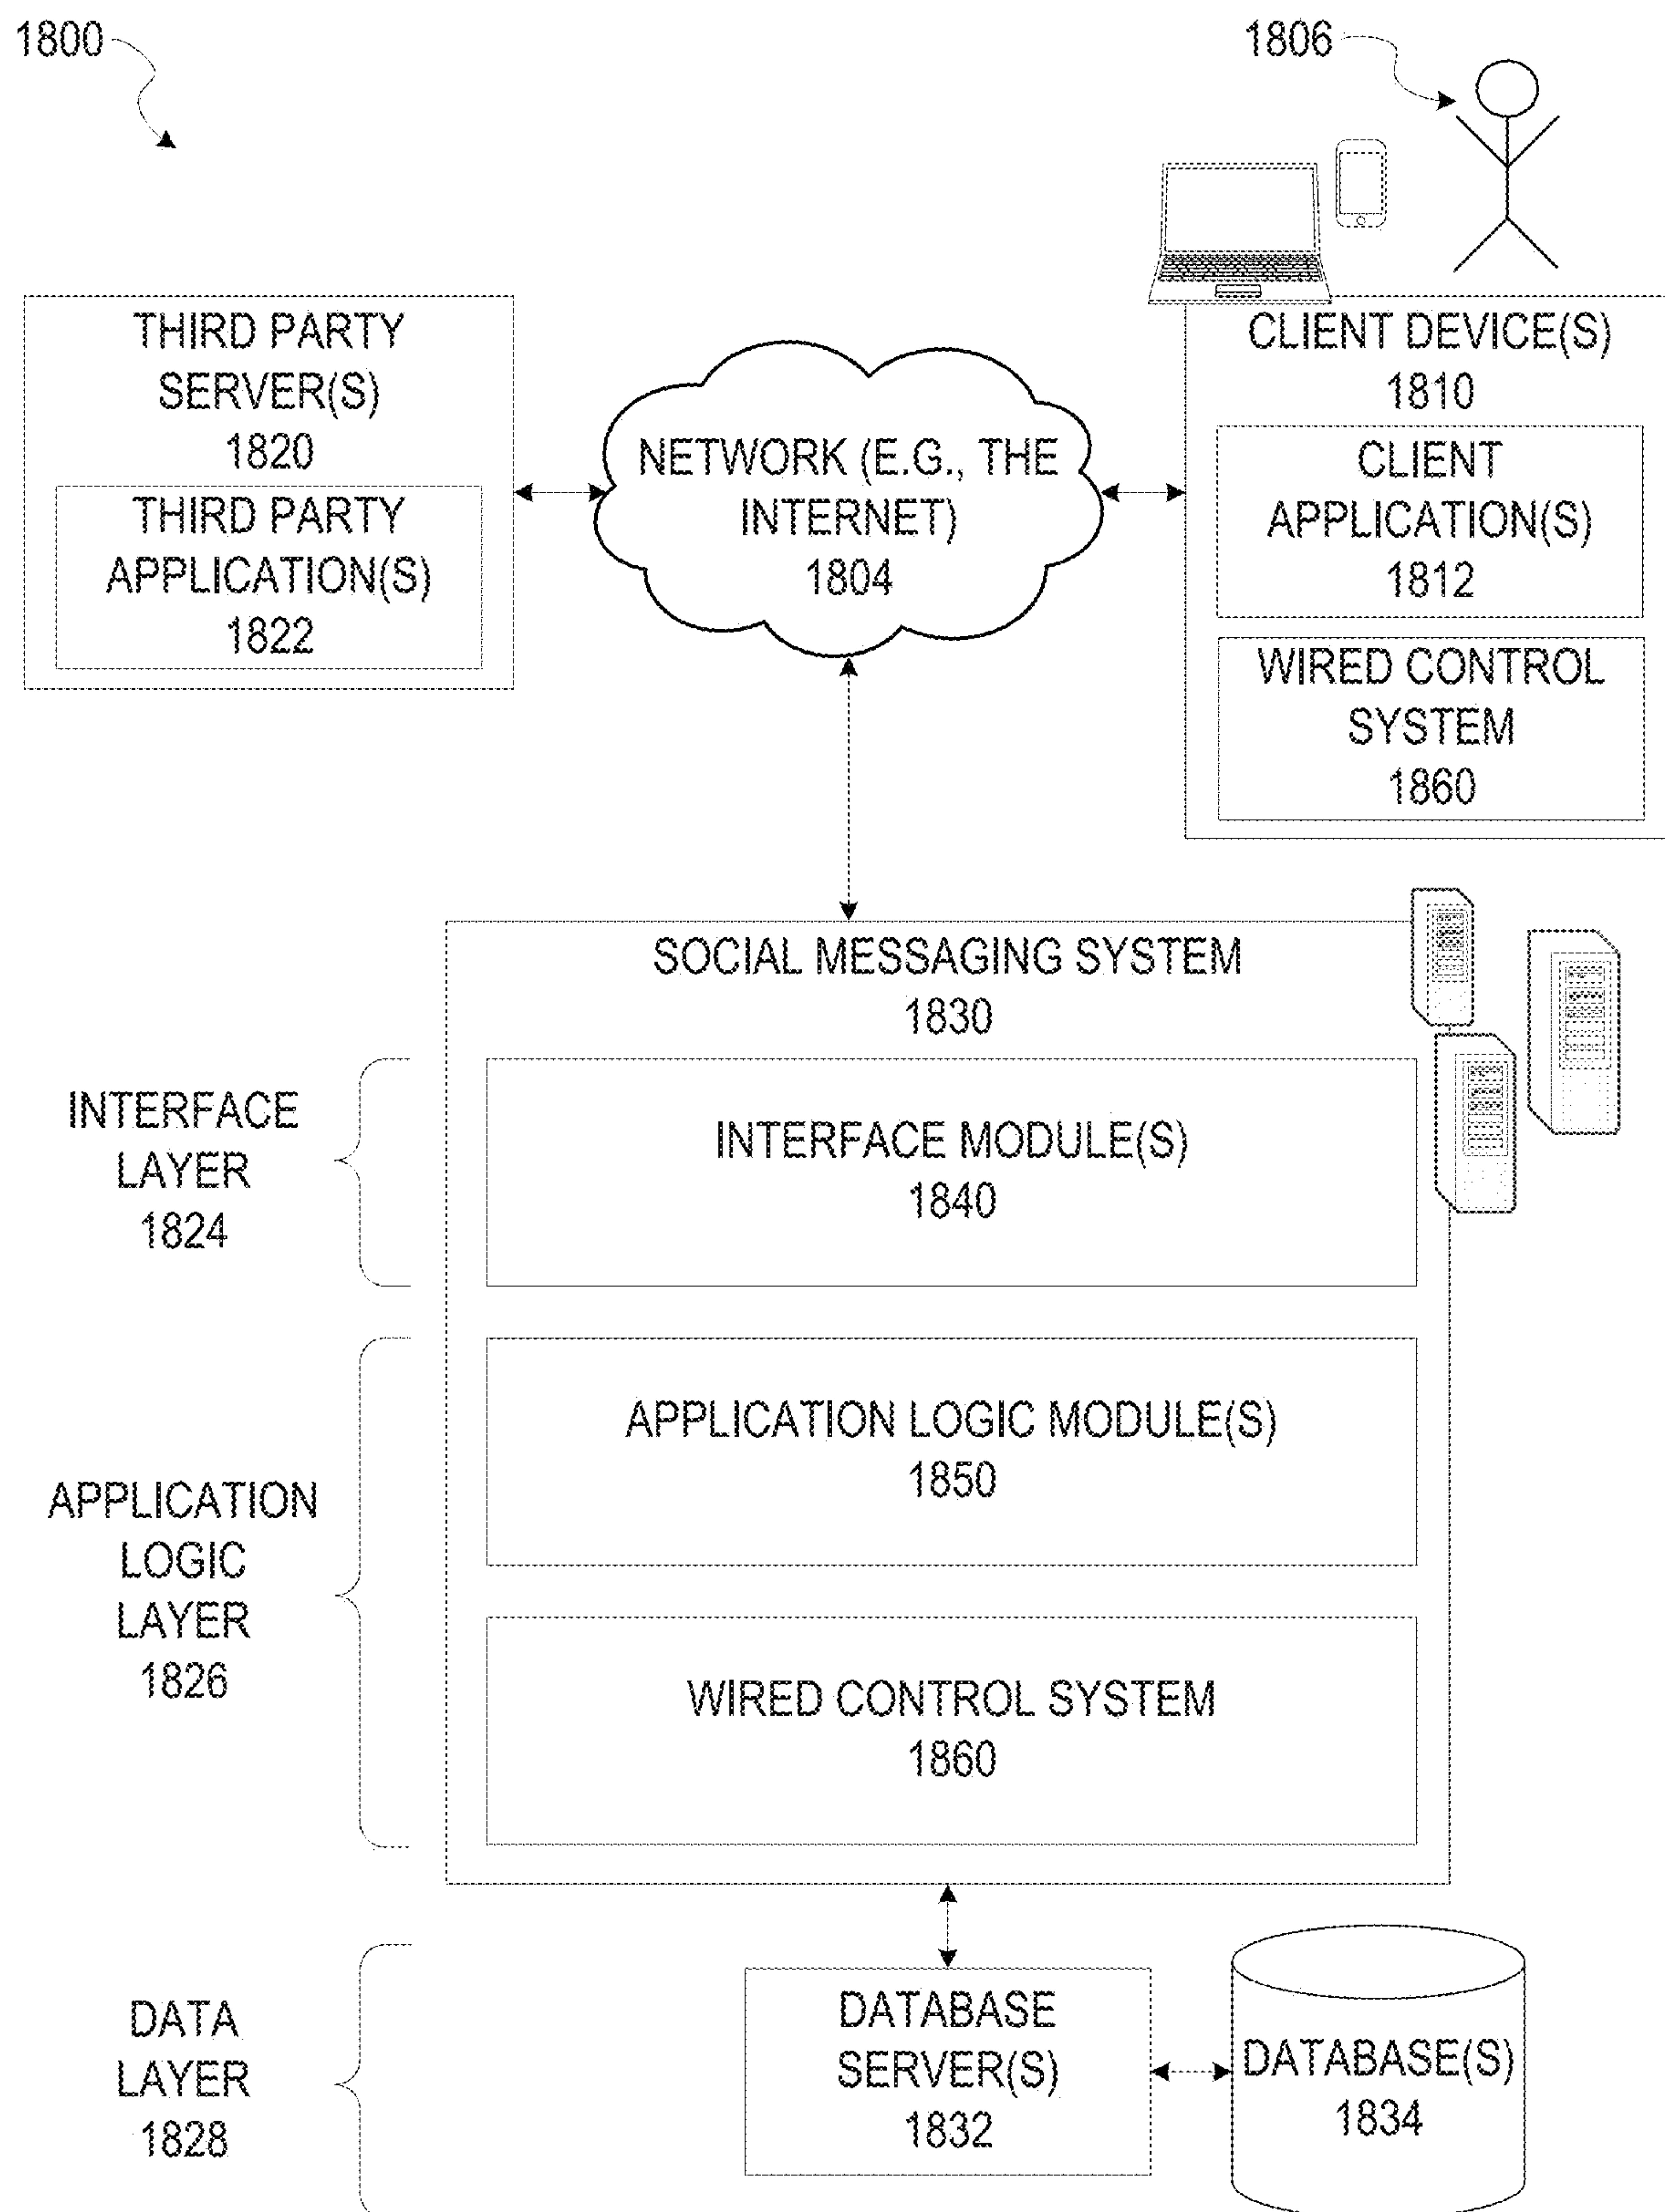 1800
1806
THIRD PARTY
SERVER(S)
1820
THIRD PARTY
APPLICATION(S)
1822
NETWORK (E.G., THE
INTERNET)
1804
CLIENT DEVICE(S)
1810
CLIENT
APPLICATION(S)
1812
WIRED CONTROL
SYSTEM
1860
SOCIAL MESSAGING SYSTEM
1830
INTERFACE
LAYER
1824
INTERFACE MODULE(S)
1840
APPLICATION
LOGIC
LAYER
1826
APPLICATION LOGIC MODULE(S)
1850
WIRED CONTROL SYSTEM
1860
DATA
LAYER
1828
DATABASE
SERVER(S)
1832
DATABASE(S)
1834